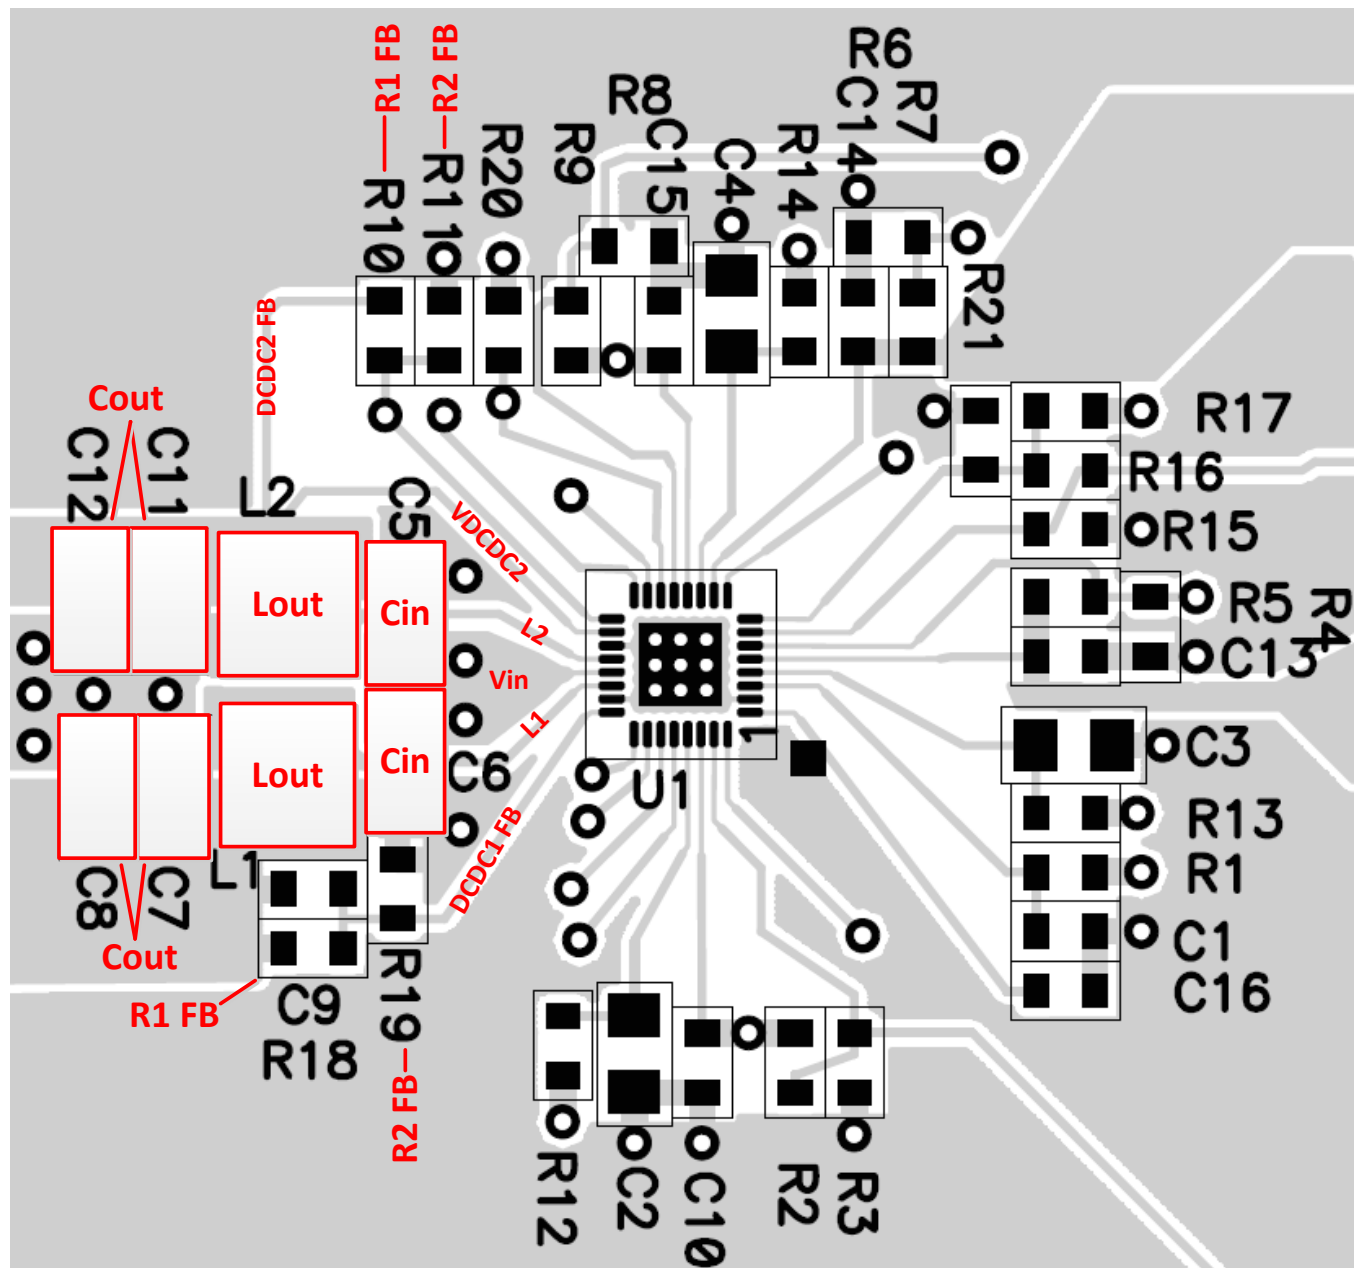 R1 FB
R2 FB
R6
R8
C14
R7
R20
R9
C15
C4
R14
R10
R11
R21
DCDC2 FB
Cout
C12
C11
L2
C5
VDCDC2
R17
R16
R15
Lout
Cin
L2
R5
R4
C13
Vin
L1
Lout
Cin
C6
U1
1
C3
R13
DCDC1 FB
L1
R1
C8
C7
Cout
R19
C1
C16
R1 FB
C9
R18
R2 FB
R12
C2
C10
R2
R3